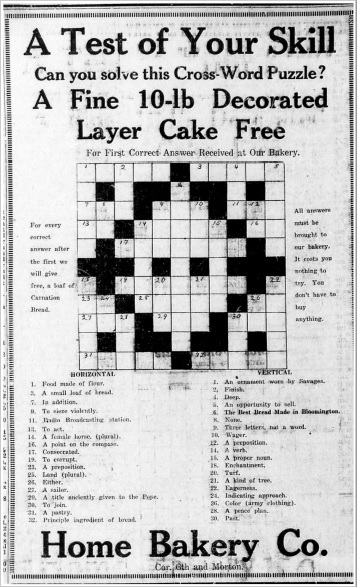 A Test of Your Skill
Can you solve this Cross-Word Puzzle?
A Fine 10-lb Decorated
Layer Cake Free
For First Correct Answer Received at Our Bakery.
For every
correct
answer after
the first we
will give
free, a loaf of
Carnation
Bread.
All answers
must be
brought to
our bakery.
It costs you
nothing to
try. You
don't have to
buy
anything.
HORIZONTAL
1. Food made of flour.
3. A small loaf of bread.
7. In addition.
9. To view violently.
11. Radio Broadcasting station.
13. To act.
14. A female horse, (plural).
16. A point on the compass.
17. Consecrated.
19. To corrupt.
23. A preposition.
25. Land (plural).
26. Either.
27. A sailor.
29. A title anciently given to the Pope.
30. To join.
31. A pastry.
32. Principle ingredient of bread.
VERTICAL
1. An ornament worn by Savages.
2. Finish.
4. Deep.
5. An opportunity to sell.
6. The Best Bread Made in Bloomington.
8. None.
9. Three letters, not a word.
10. Wager.
12. A preposition.
14. A verb.
15. A proper noun.
18. Enchantment.
20. Turf.
21. A kind of tree.
22. Eagerness.
24. Indicating approach.
26. Color (army clothing).
28. A peace plan.
30. Past.
Home Bakery Co.
Cor. 6th and Morton.